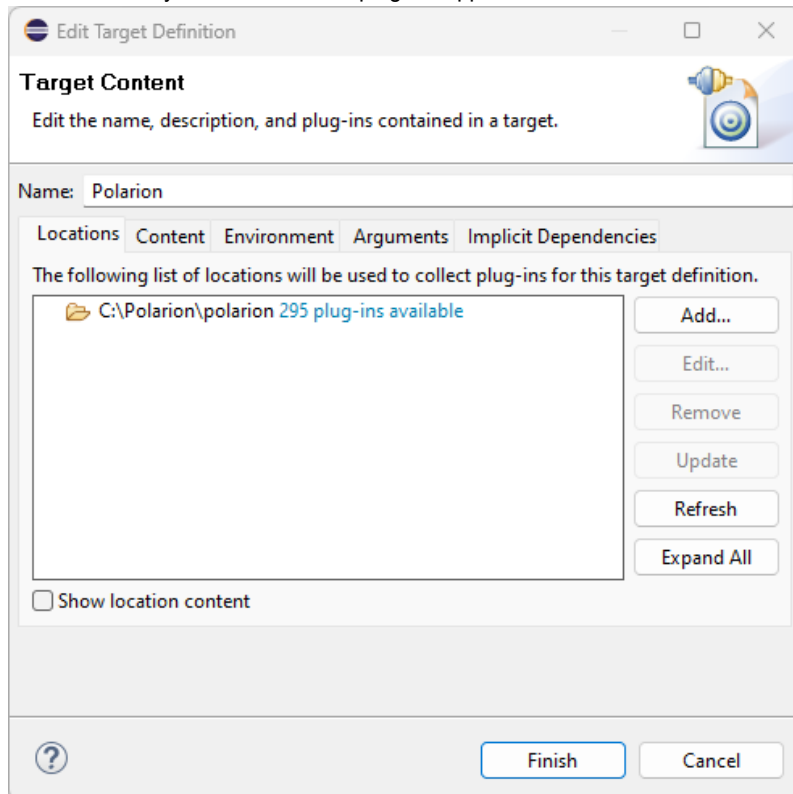 Edit Target Definition
Target Content
Edit the name, description, and plug-ins contained in a target.
Name: Polarion
Locations Content Environment Arguments Implicit Dependencies
The following list of locations will be used to collect plug-ins for this target definition.
C:\Polarion\polarion 295 plug-ins available
Add...
Edit...
Remove
Update
Refresh
Expand All
Show location content
?
Finish
Cancel